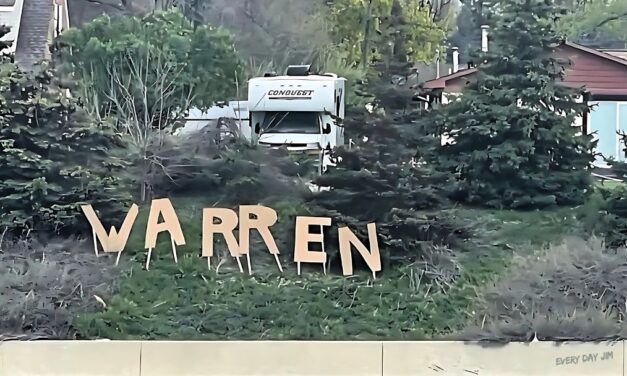 CONQUEST
WARREN
EVERY DAY JIM